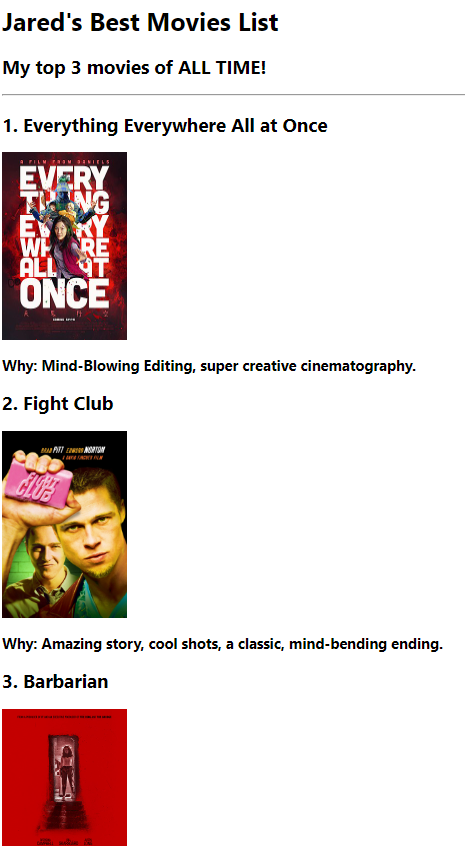 Jared's Best Movies List
My top 3 movies of ALL TIME!
1. Everything Everywhere All at Once
A FILM FROM DANIELS
EVERY
THING
EVERY
WHERE
ALL AT
ONCE
Why: Mind-Blowing Editing, super creative cinematography.
2. Fight Club
BRAD PITT EDWARD NORTON
A DAVID FINCHER FILM
FIGHT
CLUB
Why: Amazing story, cool shots, a classic, mind-bending ending.
3. Barbarian